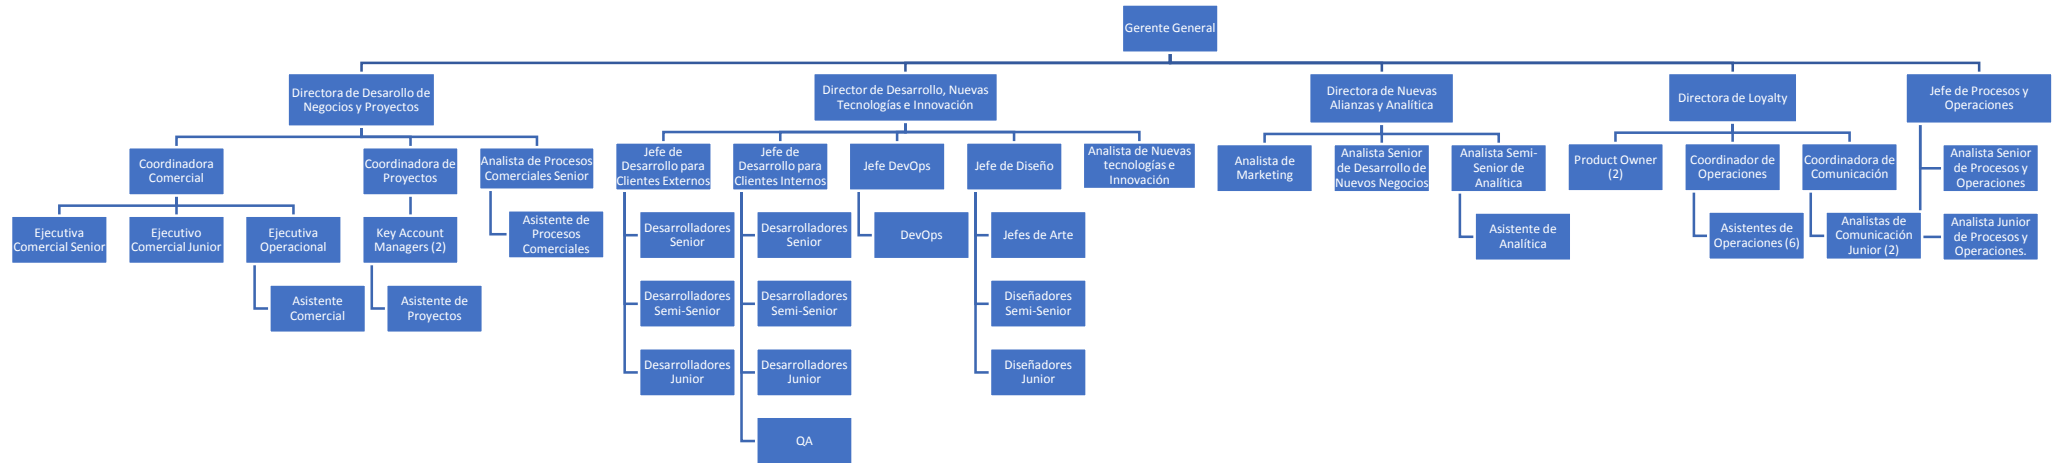 Gerente General
Directora de Desarollo de
Negocios y Proyectos
Director de Desarrollo, Nuevas
Tecnologías e Innovación
Directora de Nuevas
Alianzas y Analítica
Directora de Loyalty
Jefe de Procesos y
Operaciones
Coordinadora
Comercial
Coordinadora de
Proyectos
Analista de Procesos
Comerciales Senior
Jefe de
Desarrollo para
Clientes Externos
Jefe de
Desarrollo para
Clientes Internos
Jefe DevOps
Jefe de Diseño
Analista de Nuevas
tecnologías e
Innovación
Analista de
Marketing
Analista Senior
de Desarrollo de
Nuevos Negocios
Analista Semi-
Senior de
Analítica
Product Owner
(2)
Coordinador de
Operaciones
Coordinadora de
Comunicación
Analista Senior
de Procesos y
Operaciones
Ejecutiva
Comercial Senior
Ejecutivo
Comercial Junior
Ejecutiva
Operacional
Key Account
Managers (2)
Asistente de
Procesos
Comerciales
Desarrolladores
Senior
Desarrolladores
Senior
DevOps
Jefes de Arte
Asistente de
Analítica
Asistentes de
Operaciones (6)
Analistas de
Comunicación
Junior (2)
Analista Junior
de Procesos y
Operaciones.
Asistente
Comercial
Asistente de
Proyectos
Desarrolladores
Semi-Senior
Desarrolladores
Semi-Senior
Diseñadores
Semi-Senior
Desarrolladores
Junior
Desarrolladores
Junior
Diseñadores
Junior
QA